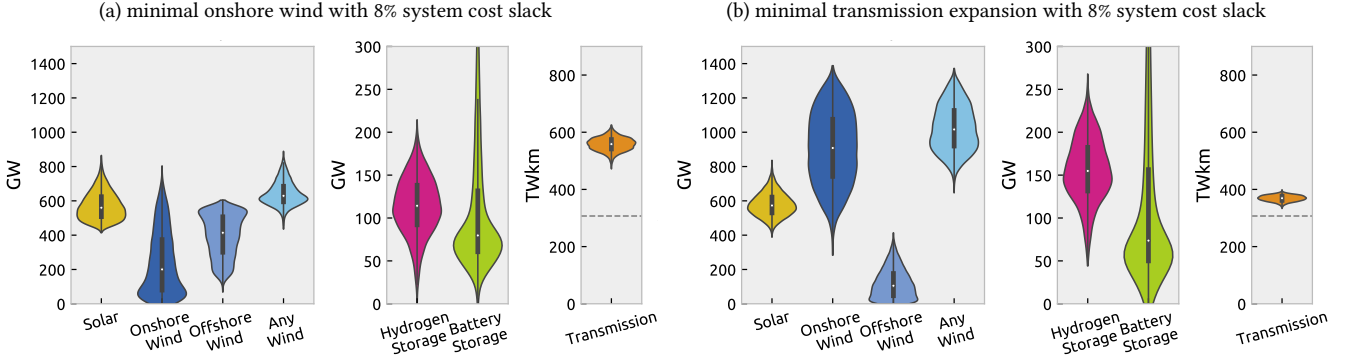 (a) minimal onshore wind with 8% system cost slack
GW
1400
1200
1000
800
600
400
200
0
Solar
Onshore
Wind
Offshore
Wind
Any
Wind
GW
300
250
200
150
100
50
0
Hydrogen
Storage
Battery
Storage
TWkm
800
600
400
200
0
Transmission
(b) minimal transmission expansion with 8% system cost slack
GW
1400
1200
1000
800
600
400
200
0
Solar
Onshore
Wind
Offshore
Wind
Any
Wind
GW
300
250
200
150
100
50
0
Hydrogen
Storage
Battery
Storage
TWkm
800
600
400
200
0
Transmission